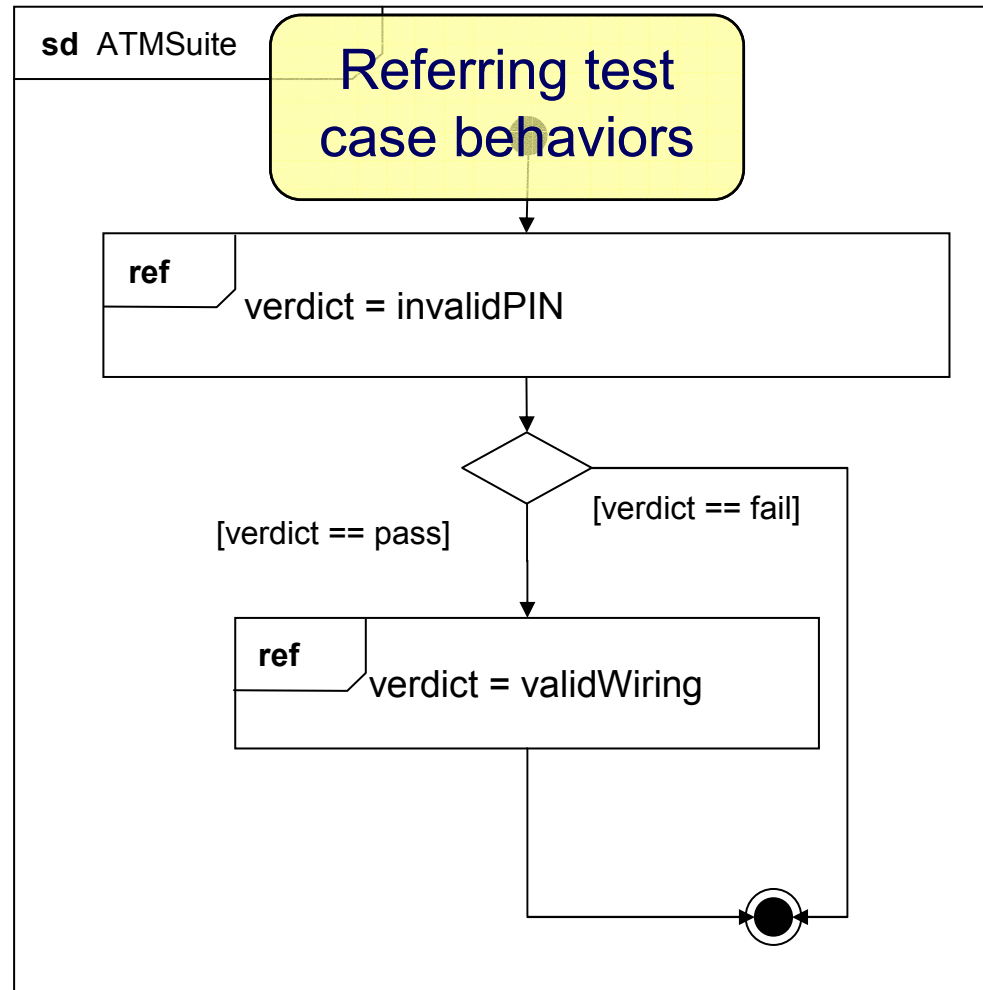 sd ATMSuite
Referring test
case behaviors
ref
verdict = invalidPIN
[verdict == fail]
[verdict == pass]
ref
verdict = validWiring